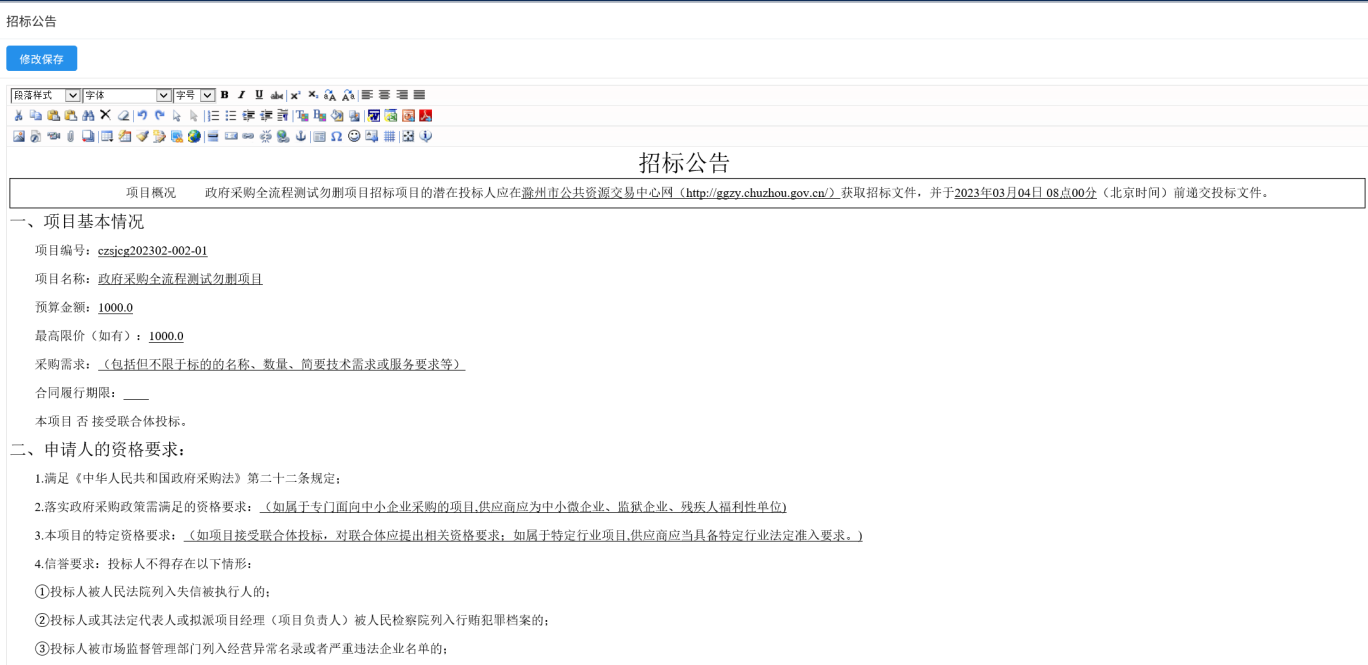 招标公告
修改保存
段落样式 字体 字号 B I U abc
招标公告
项目概况 政府采购全流程测试勿删项目招标项目的潜在投标人应在滁州市公共资源交易中心网（http://ggzy.chuzhou.gov.cn/）获取招标文件，并于2023年03月04日 08点00分（北京时间）前递交投标文件。
一、项目基本情况
项目编号：czsjcg202302-002-01
项目名称：政府采购全流程测试勿删项目
预算金额：1000.0
最高限价（如有）：1000.0
采购需求：（包括但不限于标的的名称、数量、简要技术需求或服务要求等）
合同履行期限：____
本项目 否 接受联合体投标。
二、申请人的资格要求：
1.满足《中华人民共和国政府采购法》第二十二条规定；
2.落实政府采购政策需满足的资格要求：（如属于专门面向中小企业采购的项目,供应商应为中小微企业、监狱企业、残疾人福利性单位)
3.本项目的特定资格要求：（如项目接受联合体投标，对联合体应提出相关资格要求；如属于特定行业项目,供应商应当具备特定行业法定准入要求。)
4.信誉要求：投标人不得存在以下情形：
①投标人被人民法院列入失信被执行人的；
②投标人或其法定代表人或拟派项目经理（项目负责人）被人民检察院列入行贿犯罪档案的；
③投标人被市场监督管理部门列入经营异常名录或者严重违法企业名单的；